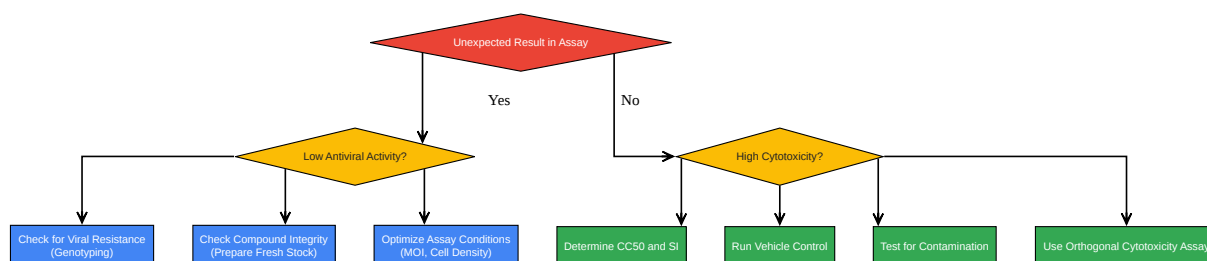 Unexpected Result in Assay
Yes
No
Low Antiviral Activity?
High Cytotoxicity?
Check for Viral Resistance
(Genotyping)
Check Compound Integrity
(Prepare Fresh Stock)
Optimize Assay Conditions
(MOI, Cell Density)
Determine CC50 and SI
Run Vehicle Control
Test for Contamination
Use Orthogonal Cytotoxicity Assay